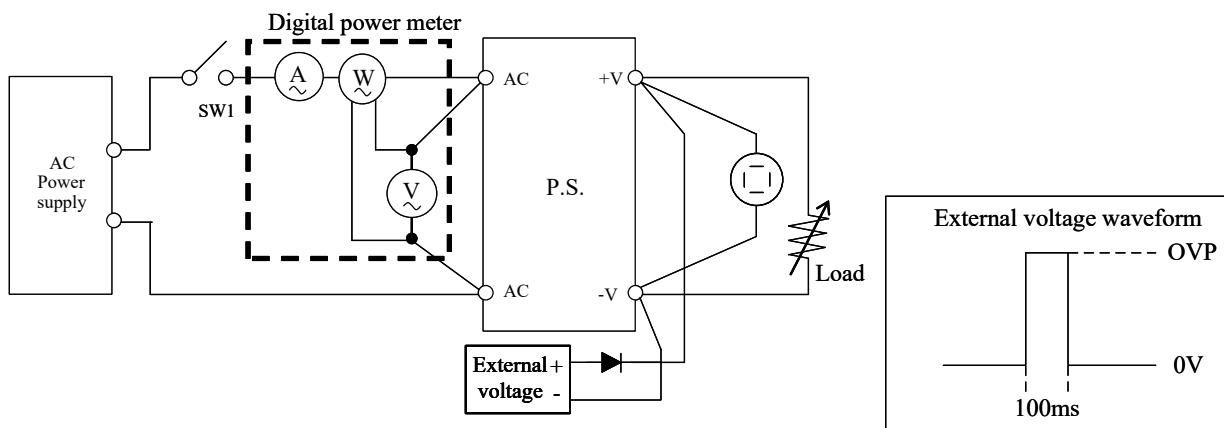 Digital power meter
A
W
AC
+V
SW1
AC
Power
supply
V
P.S.
External voltage waveform
OVP
Load
AC
-V
External +
voltage -
0V
100ms